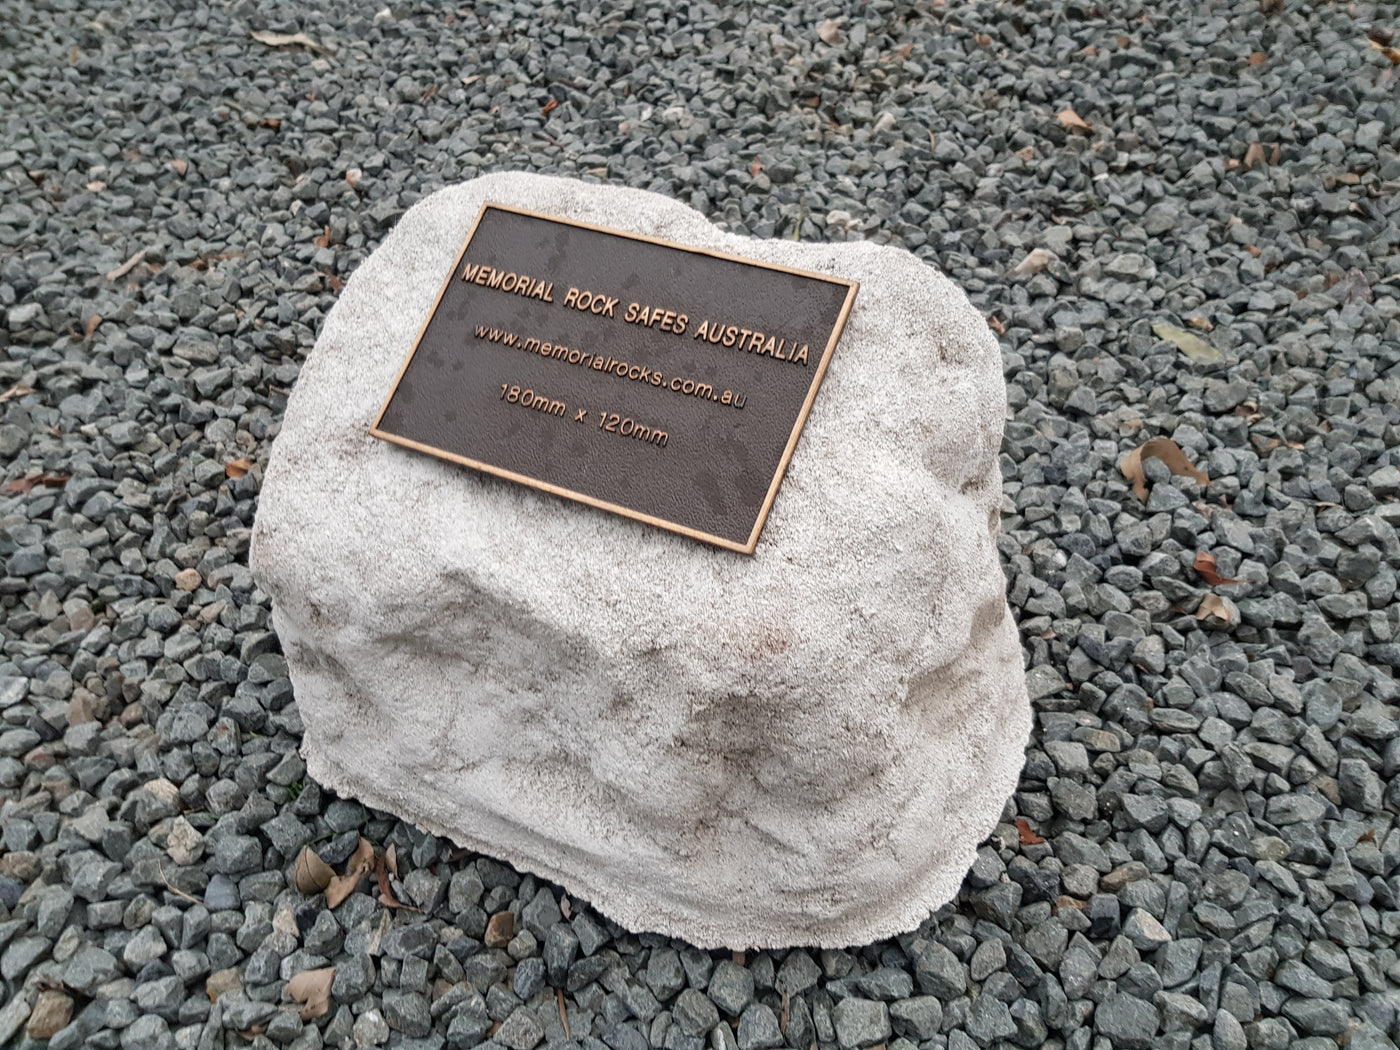 MEMORIAL ROCK SAFES AUSTRALIA
www.memorialrocks.com.au
180mm x 120mm